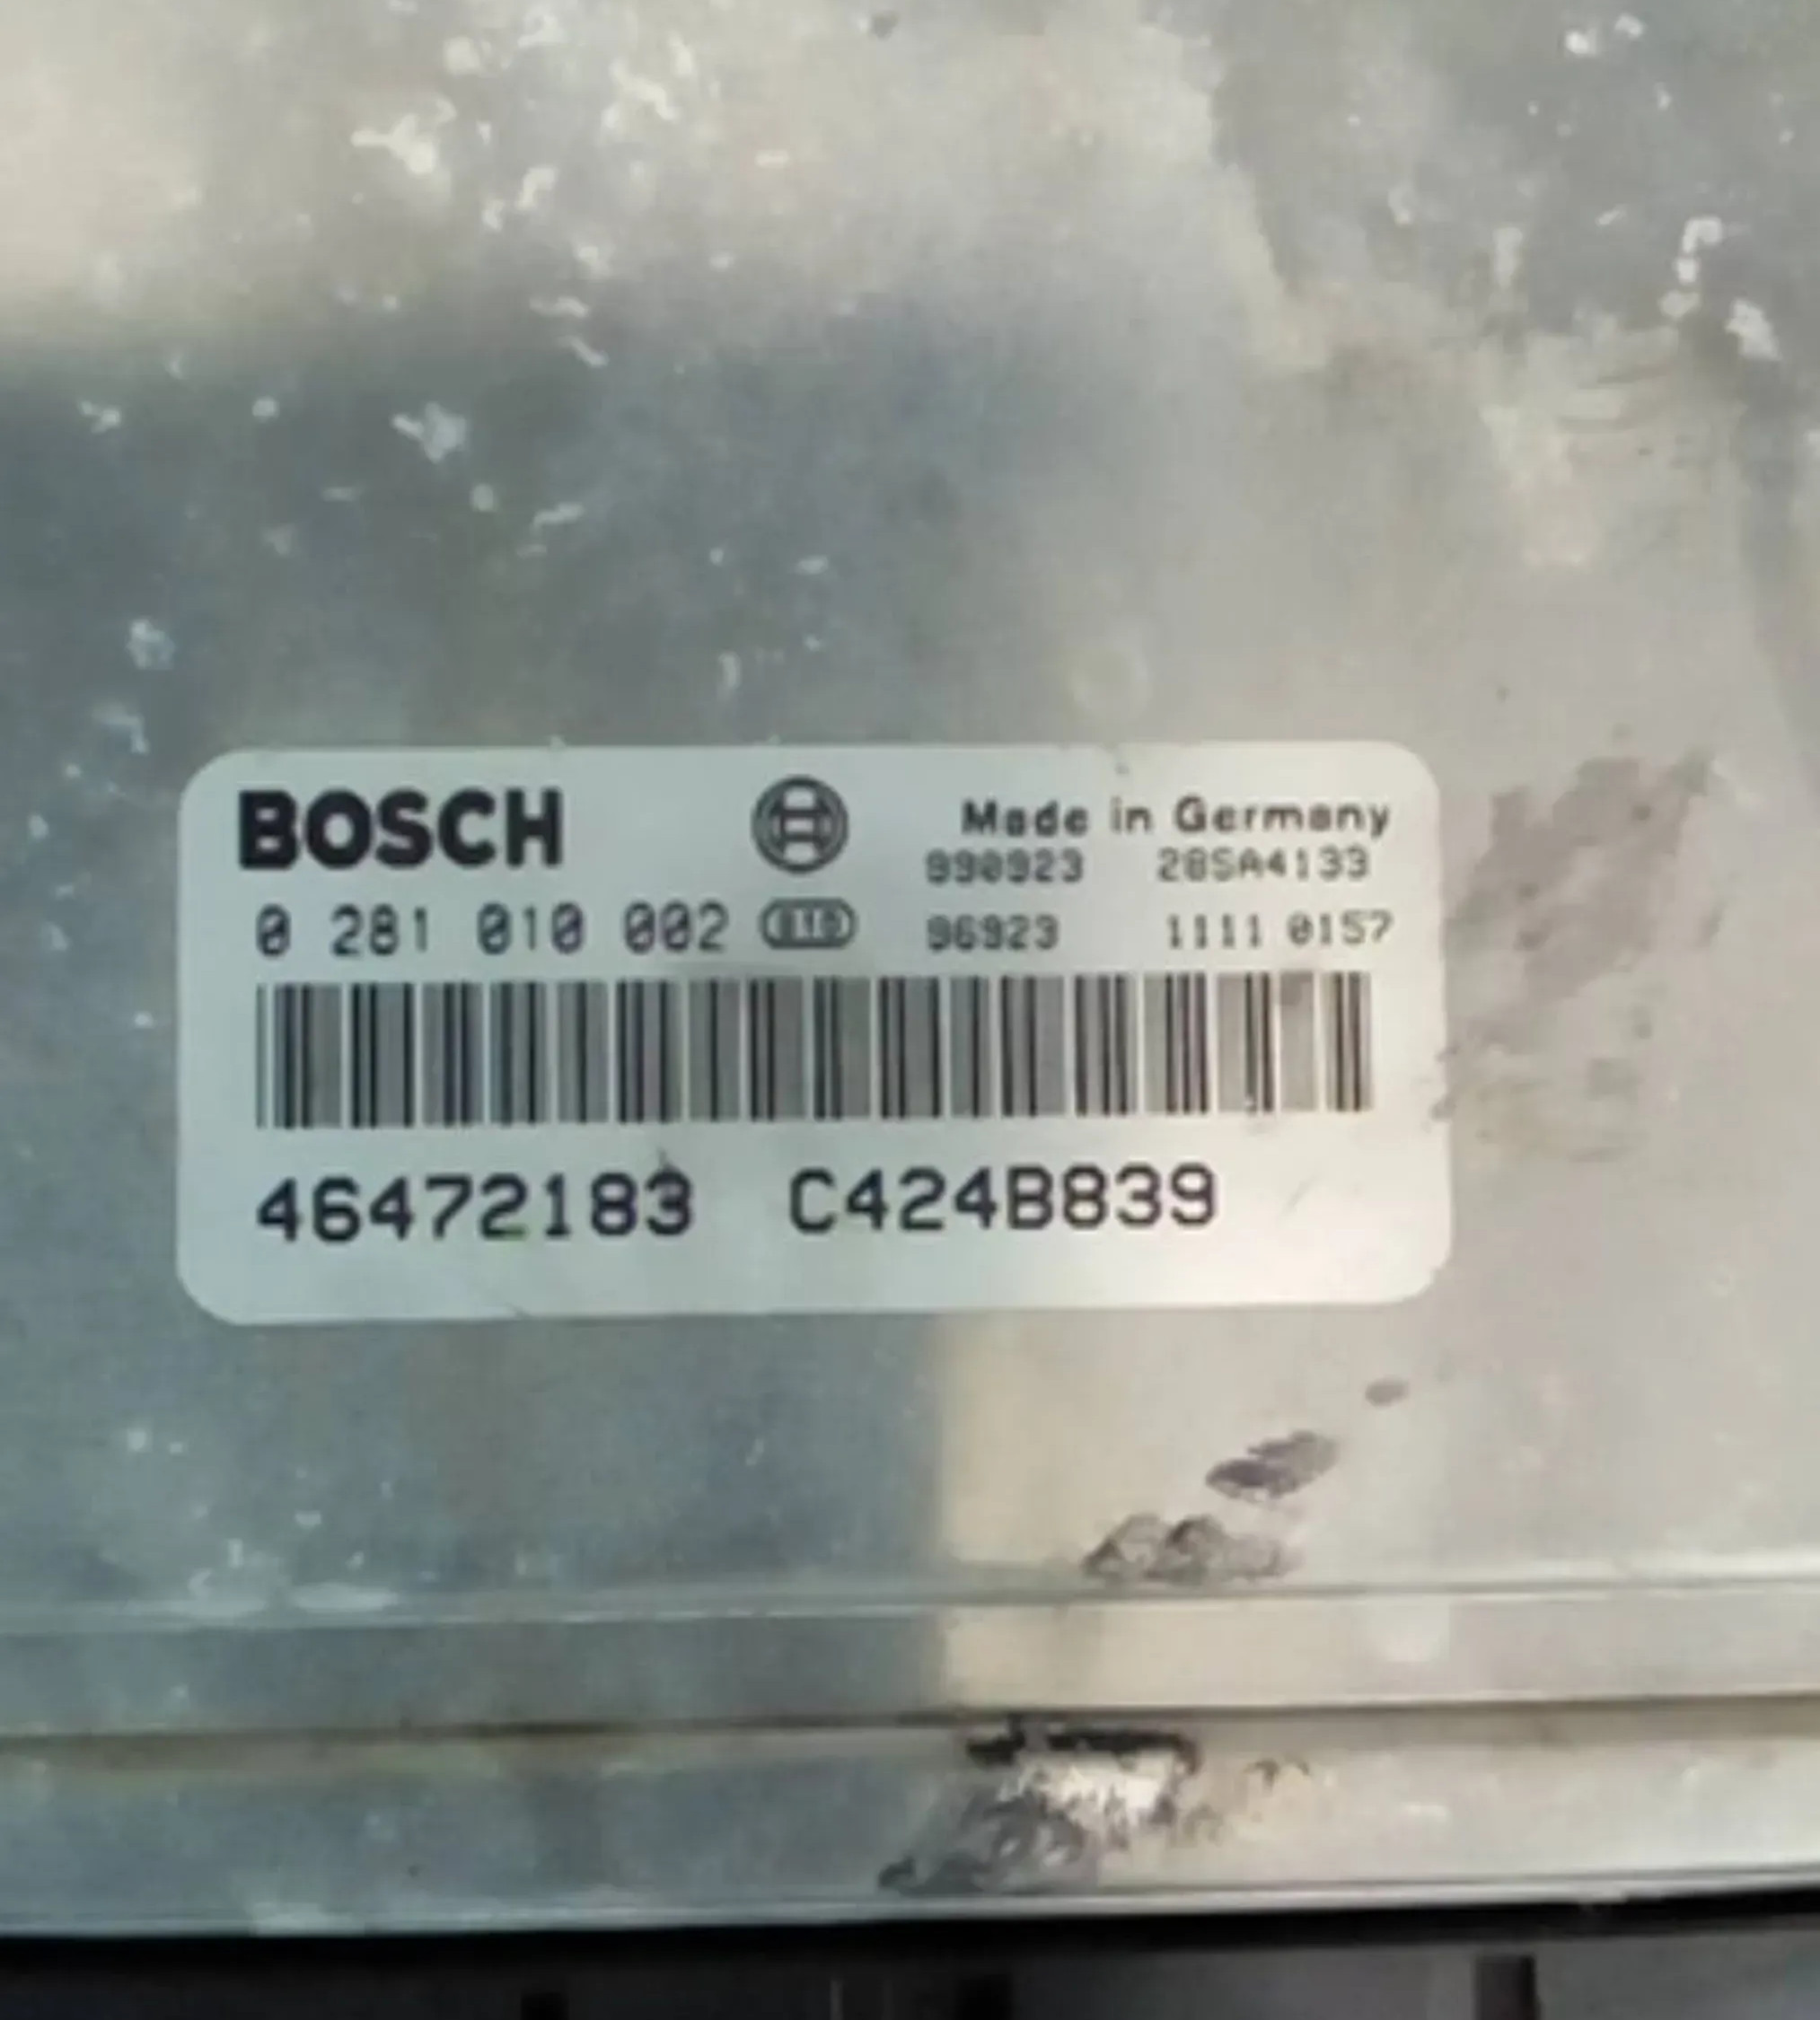 BOSCH
Made in Germany
990923 28SA4133
0 281 010 002
96923 1111 0157
46472183 C424B839